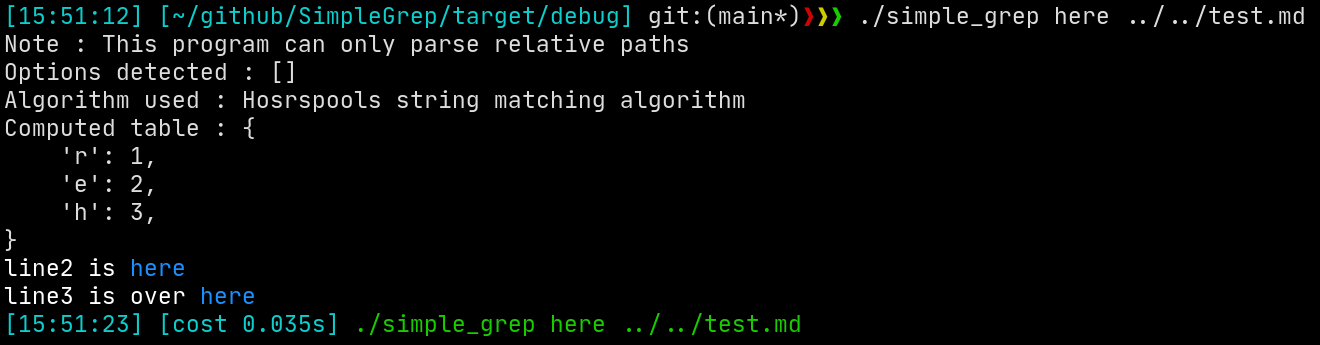 [15:51:12] [~/github/SimpleGrep/target/debug] git:(main*)❯❯❯ ./simple_grep here ../../test.md
Note : This program can only parse relative paths
Options detected : []
Algorithm used : Hosrspools string matching algorithm
Computed table : {
    'r': 1,
    'e': 2,
    'h': 3,
}
line2 is here
line3 is over here
[15:51:23] [cost 0.035s] ./simple_grep here ../../test.md